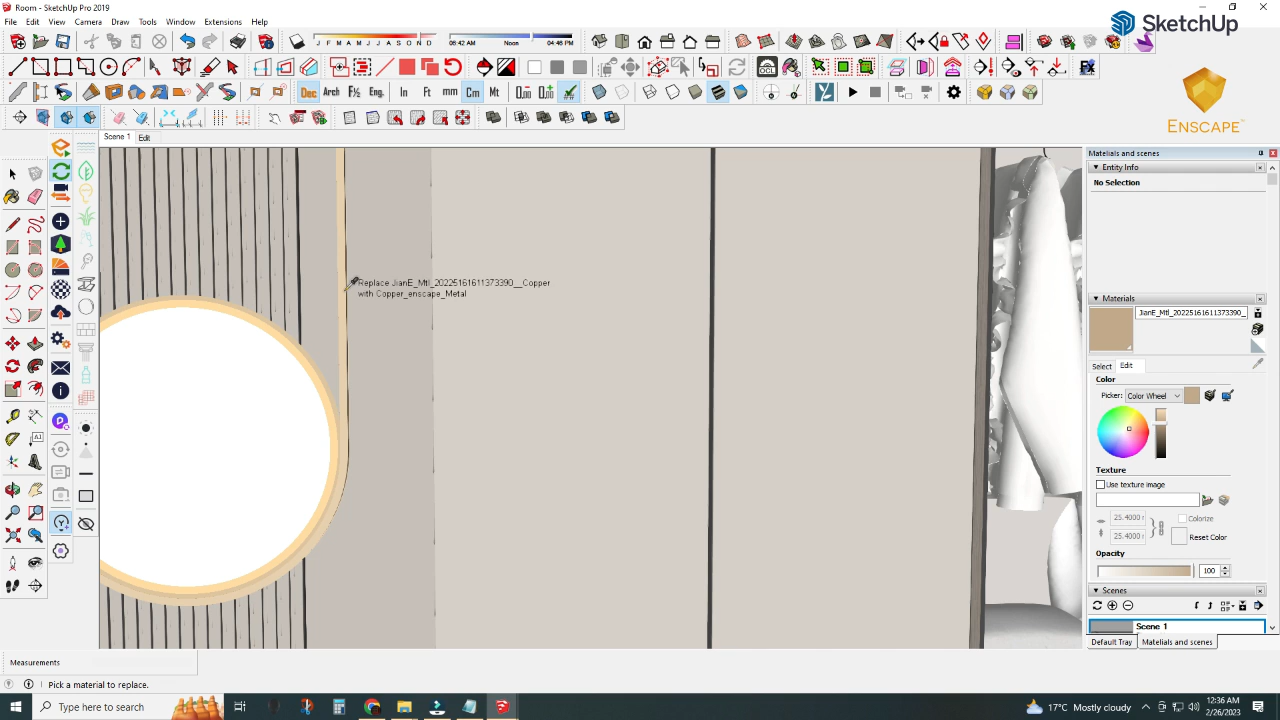 Room - SketchUp Pro 2019
File Edit View Camera Draw Tools Window Extensions Help
SketchUp
J F M A M J J A S O N D
06:42 AM Noon 04:46 PM
Dec Arch F½ Eng. In Ft mm Cm Mt
ENSCAPE™
Scene 1 Edit
Materials and scenes
Entity Info
No Selection
Replace JianE_Mtl_20225161611373390__Copper
with Copper_enscape_Metal
Materials
JianE_Mtl_20225161611373390_
Select Edit
Color
Picker: Color Wheel
Texture
Use texture image
25.4000
Colorize
25.4000
Reset Color
Opacity
100
Scenes
Scene 1
Default Tray Materials and scenes
Measurements
Pick a material to replace.
Type here to search
17°C Mostly cloudy
12:36 AM
2/26/2023